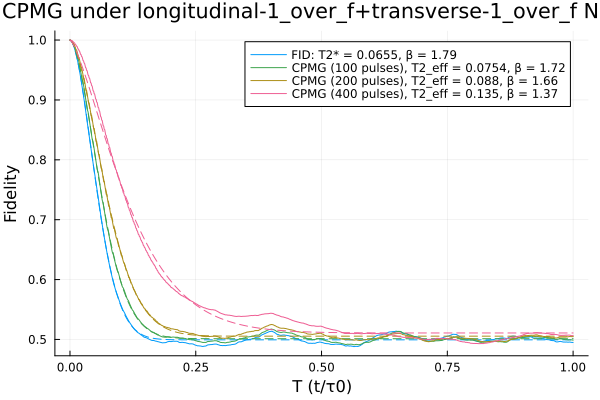 CPMG under longitudinal-1_over_f+transverse-1_over_f N
FID: T2* = 0.0655, β = 1.79
CPMG (100 pulses), T2_eff = 0.0754, β = 1.72
CPMG (200 pulses), T2_eff = 0.088, β = 1.66
CPMG (400 pulses), T2_eff = 0.135, β = 1.37
Fidelity
1.0
0.9
0.8
0.7
0.6
0.5
0.00 0.25 0.50 0.75 1.00
T (t/τ0)